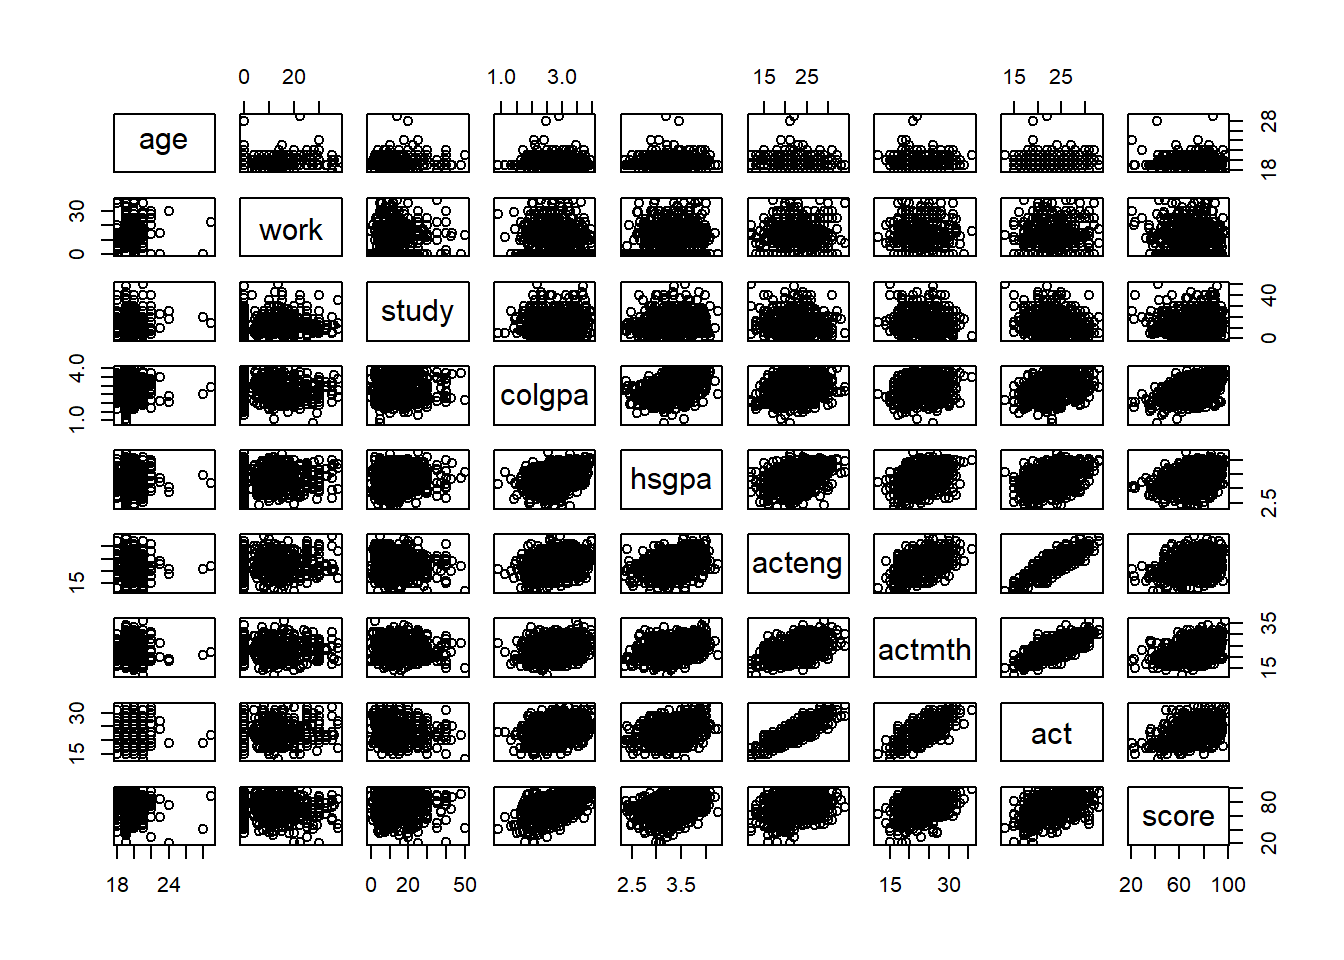 0 20 1.0 3.0 15 25 15 25
age 28
18
30
0 work
study 40
0
4.0
1.0 colgpa
hsgpa 2.5
15 acteng
actmth 35
15
30
15 act
score 80
20
18 24 0 20 50 2.5 3.5 15 30 20 60 100